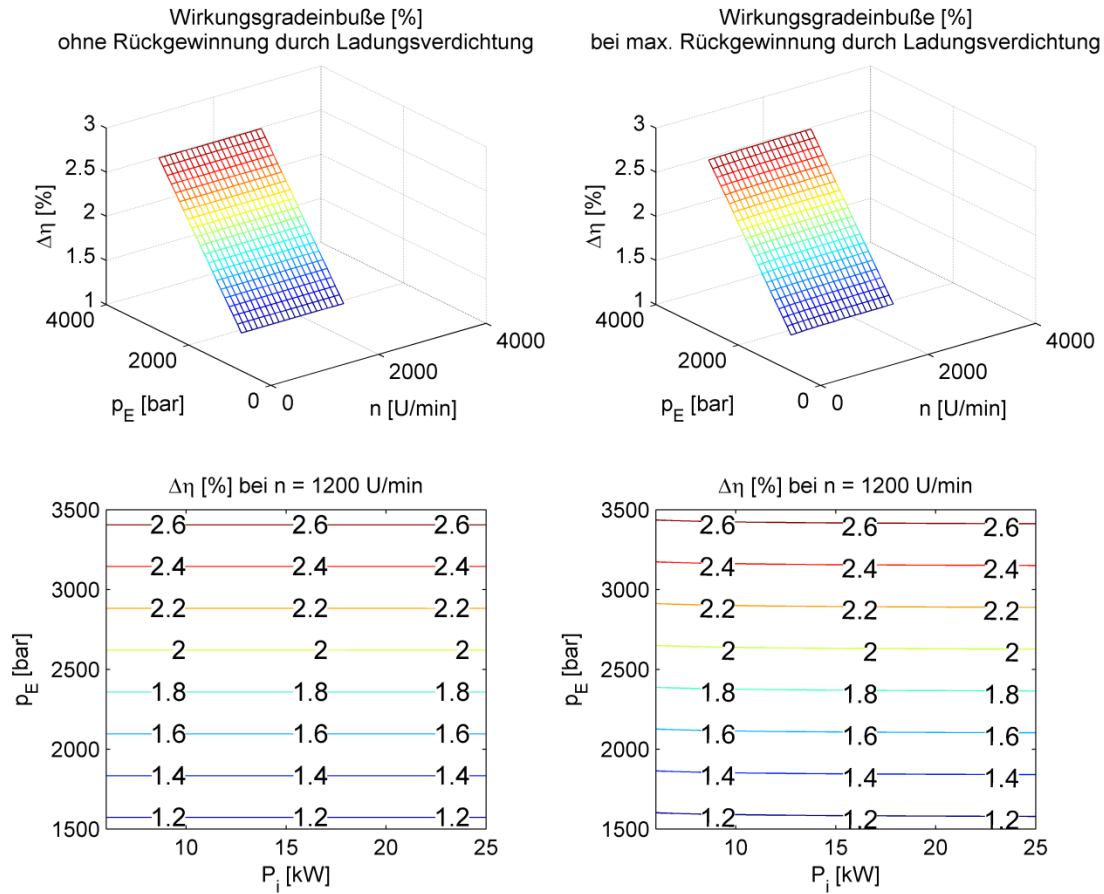 Wirkungsgradeinbuße [%]
ohne Rückgewinnung durch Ladungsverdichtung
3
2.5
2
1.5
1
Δη [%]
4000
2000
0
p_E [bar]
0
2000
4000
n [U/min]
Wirkungsgradeinbuße [%]
bei max. Rückgewinnung durch Ladungsverdichtung
3
2.5
2
1.5
1
Δη [%]
4000
2000
0
p_E [bar]
0
2000
4000
n [U/min]
Δη [%] bei n = 1200 U/min
3500
3000
2500
2000
1500
p_E [bar]
2.6 2.6 2.6
2.4 2.4 2.4
2.2 2.2 2.2
2 2 2
1.8 1.8 1.8
1.6 1.6 1.6
1.4 1.4 1.4
1.2 1.2 1.2
10 15 20 25
P_i [kW]
Δη [%] bei n = 1200 U/min
3500
3000
2500
2000
1500
p_E [bar]
2.6 2.6 2.6
2.4 2.4 2.4
2.2 2.2 2.2
2 2 2
1.8 1.8 1.8
1.6 1.6 1.6
1.4 1.4 1.4
1.2 1.2 1.2
10 15 20 25
P_i [kW]